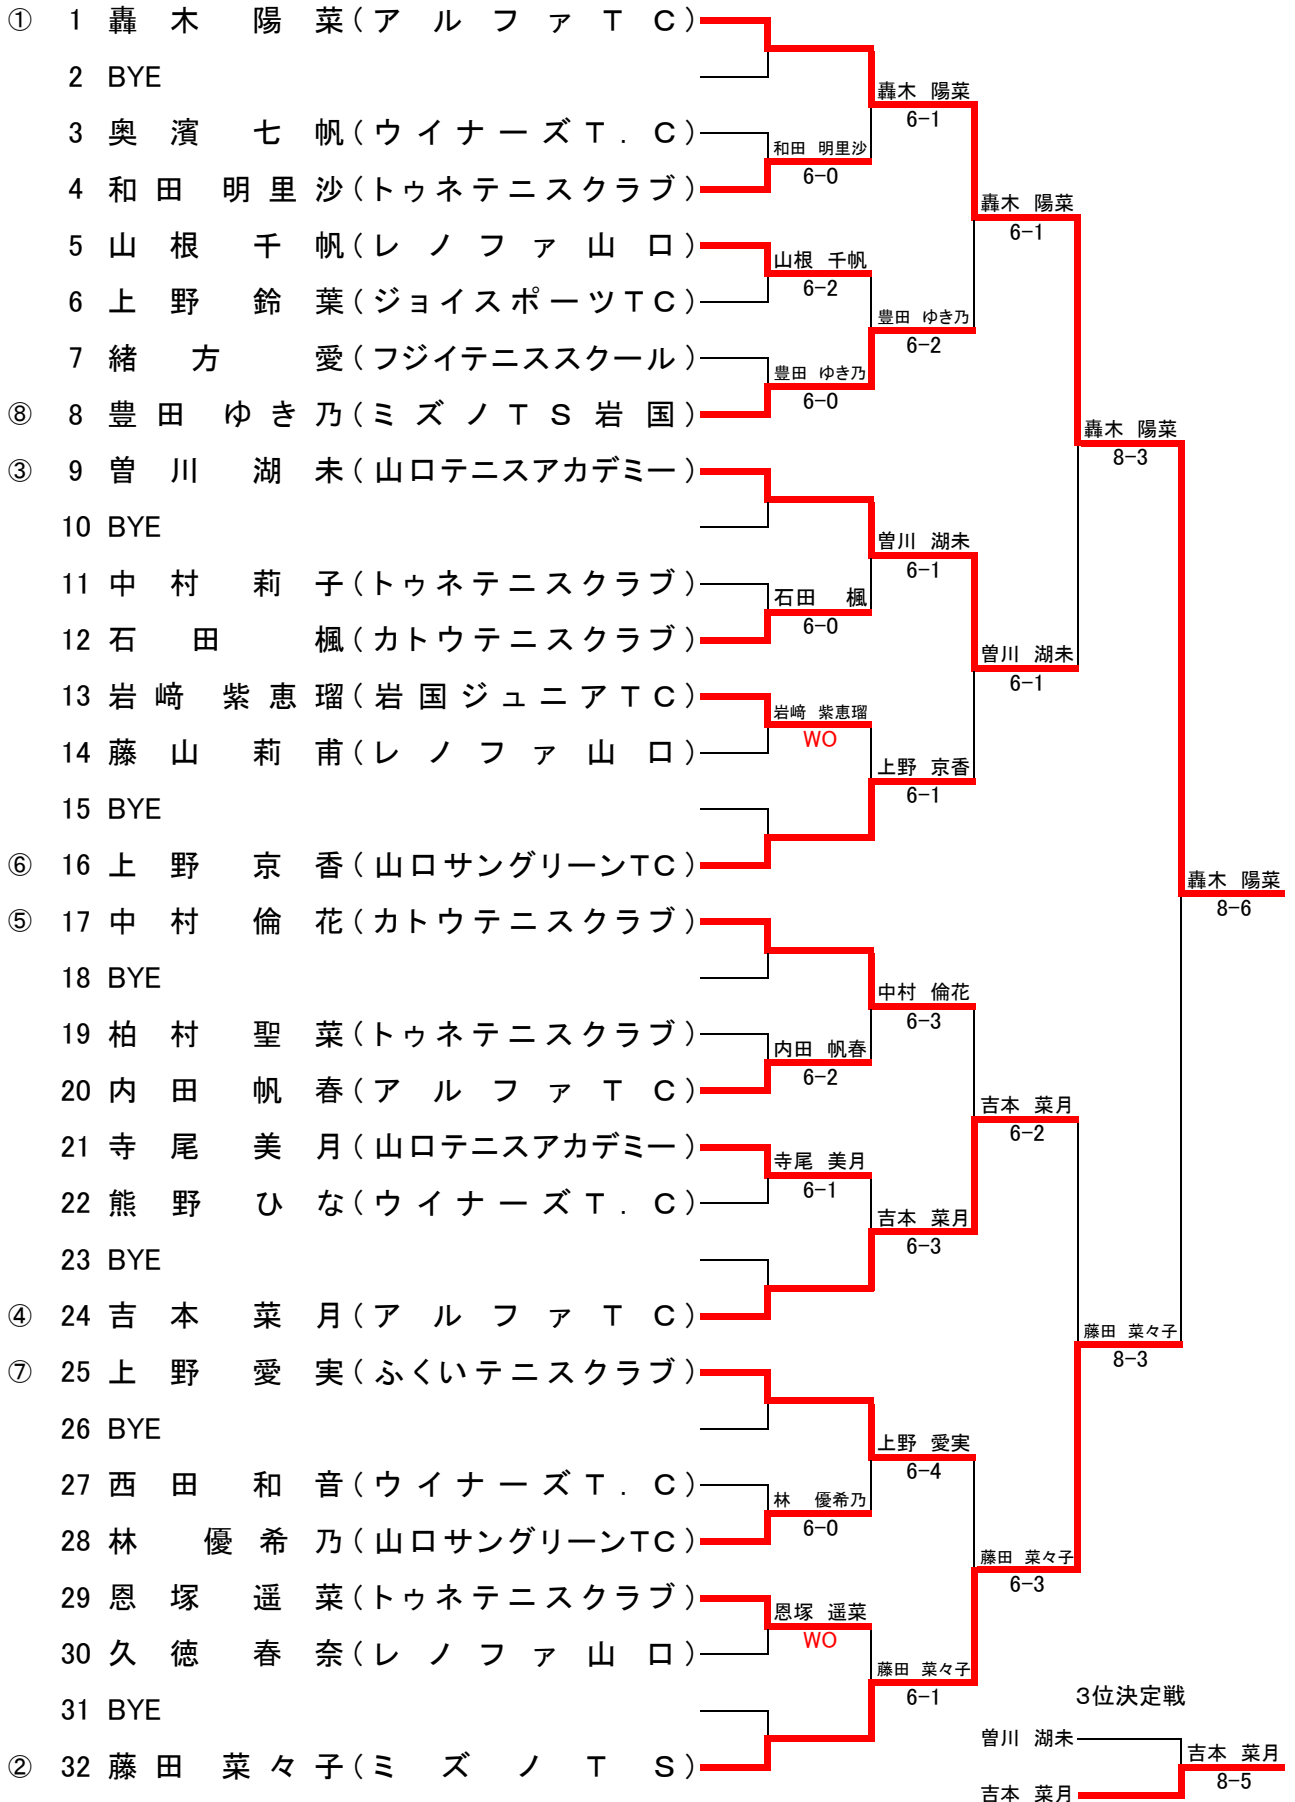 ① 1 轟木 陽菜(アルファTC)
2 BYE
轟木 陽菜
6-1
3 奥濱 七帆(ウイナーズT.C)
和田 明里沙
6-0
4 和田 明里沙(トゥネテニスクラブ)
轟木 陽菜
6-1
5 山根 千帆(レノファ山口)
山根 千帆
6-2
6 上野 鈴葉(ジョイスポーツTC)
豊田 ゆき乃
6-2
7 緒方 愛(フジイテニススクール)
豊田 ゆき乃
6-0
⑧ 8 豊田 ゆき乃(ミズノTS岩国)
轟木 陽菜
8-3
③ 9 曽川 湖未(山口テニスアカデミー)
10 BYE
曽川 湖未
6-1
11 中村 莉子(トゥネテニスクラブ)
石田 楓
6-0
12 石田 楓(カトウテニスクラブ)
曽川 湖未
6-1
13 岩﨑 紫恵瑠(岩国ジュニアTC)
岩﨑 紫恵瑠
WO
14 藤山 莉甫(レノファ山口)
上野 京香
6-1
15 BYE
⑥ 16 上野 京香(山口サングリーンTC)
轟木 陽菜
8-6
⑤ 17 中村 倫花(カトウテニスクラブ)
18 BYE
中村 倫花
6-3
19 柏村 聖菜(トゥネテニスクラブ)
内田 帆春
6-2
20 内田 帆春(アルファTC)
吉本 菜月
6-2
21 寺尾 美月(山口テニスアカデミー)
寺尾 美月
6-1
22 熊野 ひな(ウイナーズT.C)
吉本 菜月
6-3
23 BYE
④ 24 吉本 菜月(アルファTC)
藤田 菜々子
8-3
⑦ 25 上野 愛実(ふくいテニスクラブ)
26 BYE
上野 愛実
6-4
27 西田 和音(ウイナーズT.C)
林 優希乃
6-0
28 林 優希乃(山口サングリーンTC)
藤田 菜々子
6-3
29 恩塚 遥菜(トゥネテニスクラブ)
恩塚 遥菜
WO
30 久徳 春奈(レノファ山口)
藤田 菜々子
6-1
31 BYE
② 32 藤田 菜々子(ミズノTS)
3位決定戦
曽川 湖未
吉本 菜月
8-5
吉本 菜月